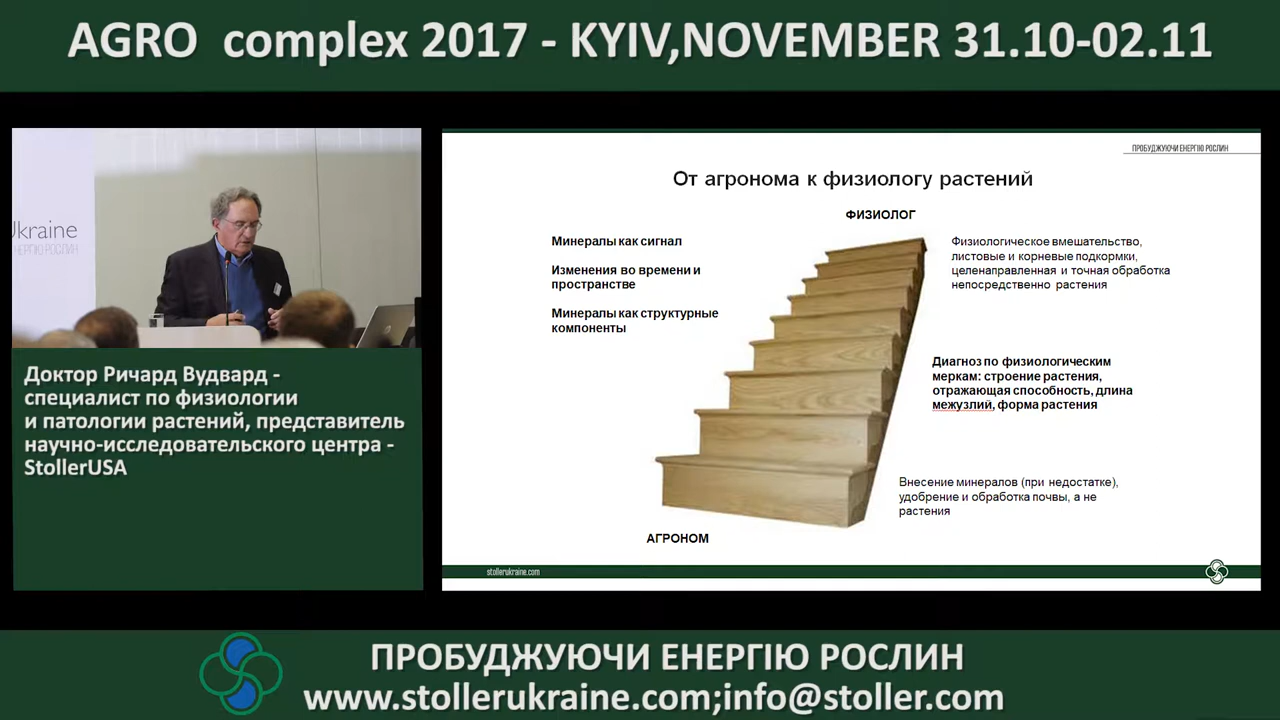 AGRO complex 2017 - KYIV,NOVEMBER 31.10-02.11
Ukraine
ЕНЕРГІЮ РОСЛИН
Доктор Ричард Вудвард -
специалист по физиологии
и патологии растений, представитель
научно-исследовательского центра -
StollerUSA
ПРОБУДЖУЮЧИ ЕНЕРГІЮ РОСЛИН
От агронома к физиологу растений
ФИЗИОЛОГ
Минералы как сигнал
Изменения во времени и
пространстве
Минералы как структурные
компоненты
Физиологическое вмешательство,
листовые и корневые подкормки,
целенаправленная и точная обработка
непосредственно растения
Диагноз по физиологическим
меркам: строение растения,
отражающая способность, длина
межузлий, форма растения
Внесение минералов (при недостатке),
удобрение и обработка почвы, а не
растения
АГРОНОМ
stollerukraine.com
ПРОБУДЖУЮЧИ ЕНЕРГІЮ РОСЛИН
www.stollerukraine.com;info@stoller.com